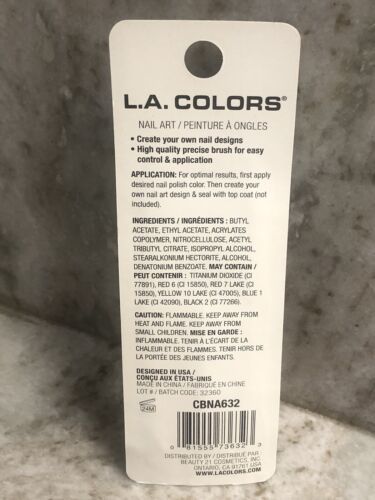 L.A. COLORS®
NAIL ART / PEINTURE À ONGLES
• Create your own nail designs
• High quality precise brush for easy
control & application
APPLICATION: For optimal results, first apply
desired nail polish color. Then create your
own nail art design & seal with top coat (not
included).
INGREDIENTS / INGRÉDIENTS : BUTYL
ACETATE, ETHYL ACETATE, ACRYLATES
COPOLYMER, NITROCELLULOSE, ACETYL
TRIBUTYL CITRATE, ISOPROPYL ALCOHOL,
STEARALKONIUM HECTORITE, ALCOHOL,
DENATONIUM BENZOATE. MAY CONTAIN /
PEUT CONTENIR : TITANIUM DIOXIDE (CI
77891), RED 6 (CI 15850), RED 7 LAKE (CI
15850), YELLOW 10 LAKE (CI 47005), BLUE 1
LAKE (CI 42090), BLACK 2 (CI 77266).
CAUTION: FLAMMABLE. KEEP AWAY FROM
HEAT AND FLAME. KEEP AWAY FROM
SMALL CHILDREN. MISE EN GARDE :
INFLAMMABLE. TENIR À L'ÉCART DE LA
CHALEUR ET DES FLAMMES. TENIR HORS DE
LA PORTÉE DES JEUNES ENFANTS.
DESIGNED IN USA /
CONÇU AUX ÉTATS-UNIS
MADE IN CHINA / FABRIQUÉ EN CHINE
LOT # / BATCH CODE: 32360
24M
CBNA632
0 81555 73632 3
DISTRIBUTED BY / DISTRIBUÉ PAR
BEAUTY 21 COSMETICS, INC
ONTARIO, CA 91761 USA
WWW.LACOLORS.COM